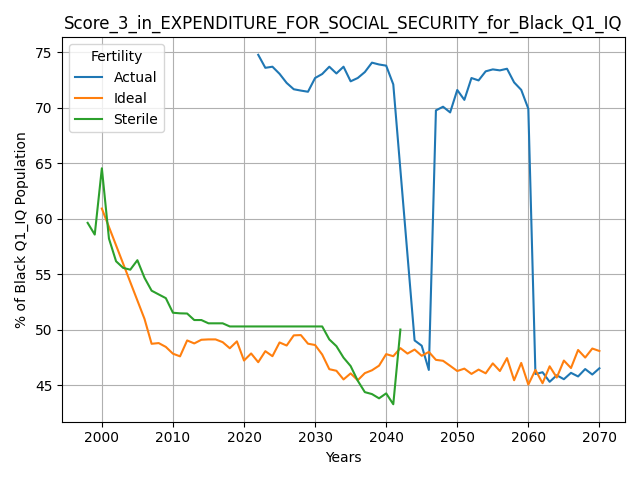 Score_3_in_EXPENDITURE_FOR_SOCIAL_SECURITY_for_Black_Q1_IQ
Fertility
Actual
Ideal
Sterile
75
70
65
60
55
50
45
% of Black Q1_IQ Population
2000 2010 2020 2030 2040 2050 2060 2070
Years